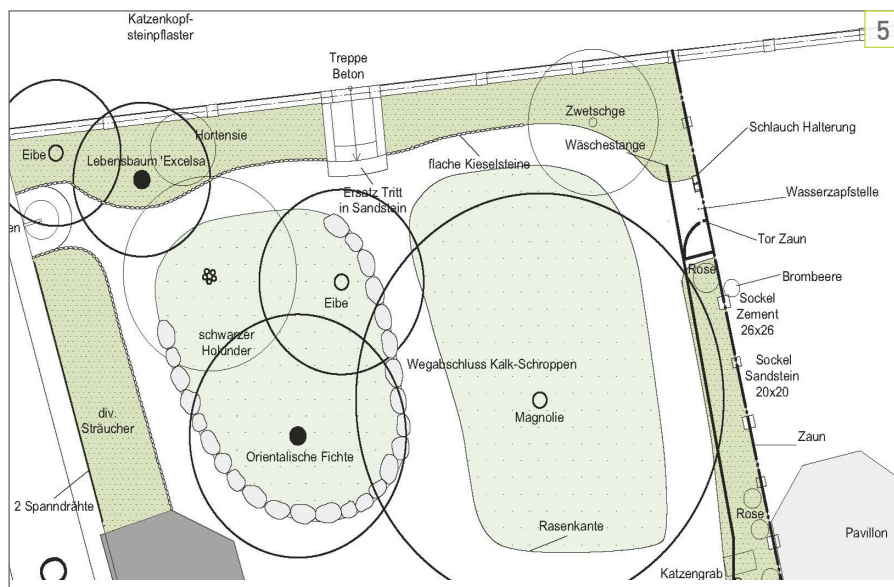 Katzenkopf-
steinpflaster
5
Treppe
Beton
Zwetschge
Hortensie
Schlauch Halterung
Eibe
Lebensbaum 'Excelsa
Wäschestange
flache Kieselsteine
Ersatz Tritt
in Sandstein
Wasserzapfstelle
en
Tor Zaun
Rose
Brombeere
Eibe
Sockel
Zement
26x26
schwarzer
Holunder
Wegabschluss Kalk-Schroppen
Sockel
Sandstein
20x20
div.
Sträucher
Magnolie
Zaun
Orientalische Fichte
2 Spanndrähte
Rose
Rasenkante
Pavillon
Katzengrab